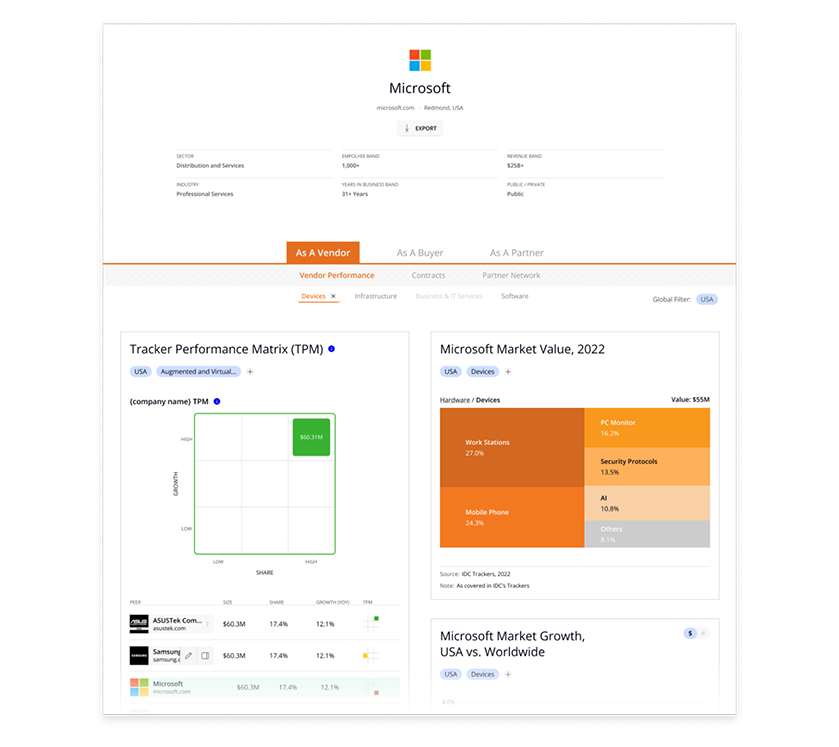 Microsoft
microsoft.com Redmond, USA
EXPORT
SECTOR
Distribution and Services
EMPOLYEE BAND
1,000+
REVENUE BAND
$25B+
INDUSTRY
Professional Services
YEARS IN BUSINESS BAND
31+ Years
PUBLIC / PRIVATE
Public
As A Vendor As A Buyer As A Partner
Vendor Performance Contracts Partner Network
Devices × Infrastructure Business & IT Services Software
Global Filter: USA
Tracker Performance Matrix (TPM)
USA Augmented and Virtual... +
{company name} TPM
HIGH
GROWTH
LOW
$60.31M
LOW HIGH
SHARE
PEER SIZE SHARE GROWTH (YOY) TPM
ASUSTek Com...
asustek.com
$60.3M 17.4% 12.1%
Samsung
samsung.c
$60.3M 17.4% 12.1%
Microsoft
microsoft.com
$60.3M 17.4% 12.1%
Microsoft Market Value, 2022
USA Devices +
Hardware / Devices Value: $55M
Work Stations
27.0%
Mobile Phone
24.3%
PC Monitor
16.2%
Security Protocols
13.5%
AI
10.8%
Others
8.1%
Source: IDC Trackers, 2022
Note: As covered in IDC's Trackers
Microsoft Market Growth,
USA vs. Worldwide
$
USA Devices +